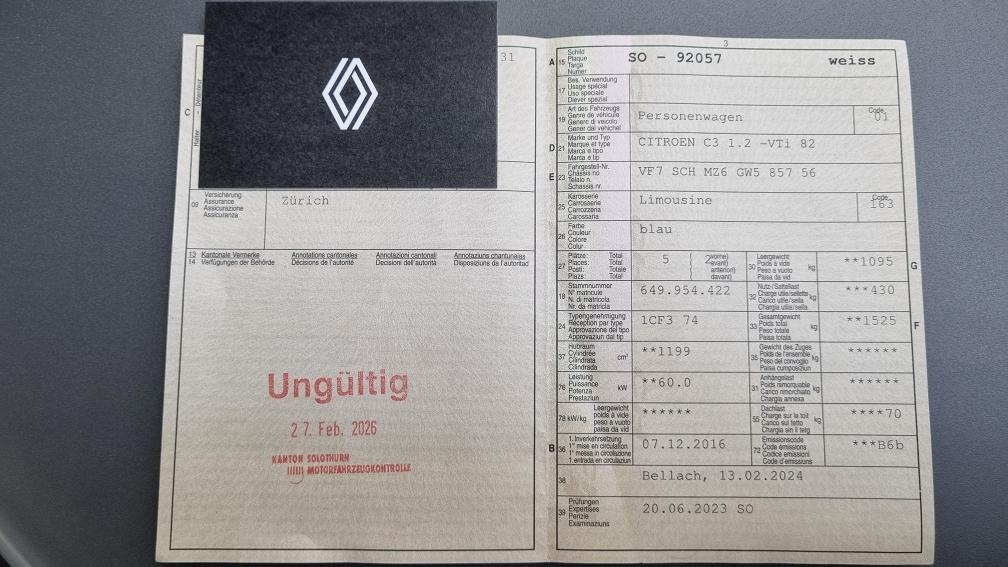 31
C
Halter - Détenteur
09
Versicherung
Assurance
Assicurazione
Assicuranza
Zürich
13 Kantonale Vermerke Annotations cantonales Annotazioni cantonali Annotaziuns chantunalas
14 Verfügungen der Behörde Décisions de l'autorité Decisioni dell'autorità Disposiziuns da l'autoritad
Ungültig
27. Feb. 2026
KANTON SOLOTHURN
MOTORFAHRZEUGKONTROLLE
3
A 15
Schild
Plaque
Targa
Numer
SO - 92057 weiss
17
Bes. Verwendung
Usage spécial
Uso speciale
Diever spezial
19
Art des Fahrzeugs
Genre de véhicule
Genere di veicolo
Gener dal vehichel
Personenwagen
Code
01
D 21
Marke und Typ
Marque et type
Marca e tipo
Marca e tip
CITROEN C3 1.2 -VTi 82
E 23
Fahrgestell-Nr.
Châssis no
Telaio n.
Schassis nr.
VF7 SCH MZ6 GW5 857 56
25
Karosserie
Carrosserie
Carrozzeria
Carossaria
Limousine
Code
163
26
Farbe
Couleur
Colore
Colur
blau
27
Plätze: Total
Places: Total
Posti: Totale
Plazs: Total
5
(vorne)
avant)
anteriori)
davant)
2
30
Leergewicht
Poids à vide
Peso a vuoto
Paisa da vid
kg
**1095
G
18
Stammnummer
N° matricule
N. di matricola
Nr. da matricla
649.954.422
32
Nutz-/Sattellast
Charge utile/sellette
Carico utile/sella
Chargia utila/sella
kg
***430
24
Typengenehmigung
Réception par type
Approvazione del tipo
Approvaziun dal tip
1CF3 74
33
Gesamtgewicht
Poids total
Peso totale
Paisa totala
kg
**1525
F
37
Hubraum
Cylindrée
Cilindrata
Cilindrada
cm³
**1199
35
Gewicht des Zuges
Poids de l'ensemble
Peso del convoglio
Paisa cumposiziun
kg
******
76
Leistung
Puissance
Potenza
Prestaziun
kW
**60.0
31
Anhängelast
Poids remorquable
Carico rimorchiato
Chargia annexa
kg
******
78 kW/kg
Leergewicht
poids à vide
peso a vuoto
paisa da vid
******
55
Dachlast
Charge sur le toit
Carico sul tetto
Chargia sin il tetg
kg
****70
B 36
1. Inverkehrsetzung
1re mise en circulation
1a messa in circolazione
1. entrada en circulaziun
07.12.2016
72
Emissionscode
Code émissions
Codice emissioni
Code d'emissiuns
***B6b
38
Bellach, 13.02.2024
39
Prüfungen
Expertises
Perizie
Examinaziuns
20.06.2023 SO